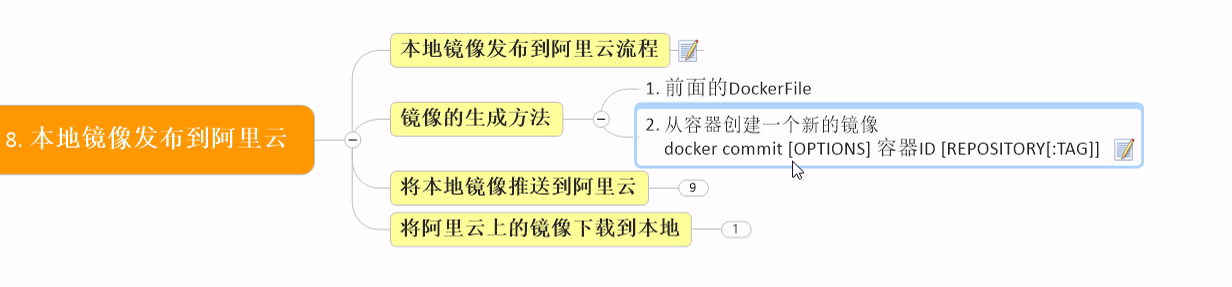 8. 本地镜像发布到阿里云
本地镜像发布到阿里云流程
镜像的生成方法
1. 前面的DockerFile
2. 从容器创建一个新的镜像
docker commit [OPTIONS] 容器ID [REPOSITORY[:TAG]]
将本地镜像推送到阿里云
9
将阿里云上的镜像下载到本地
1